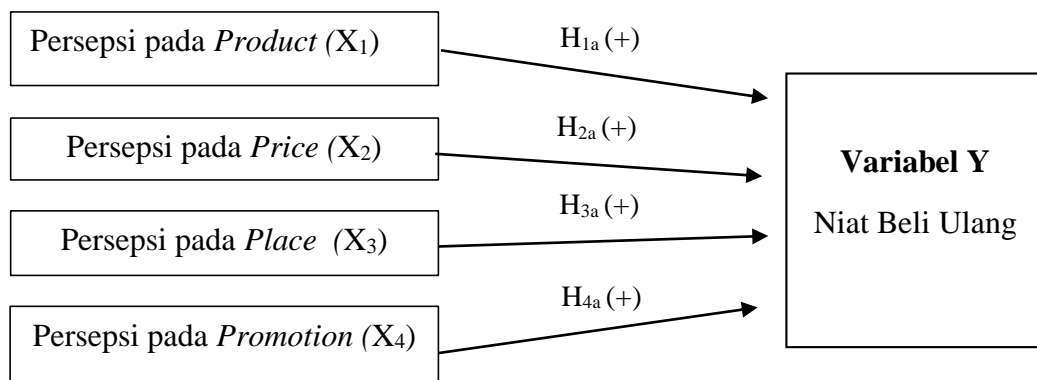 Persepsi pada Product (X₁)
H₁ₐ (+)
Persepsi pada Price (X₂)
H₂ₐ (+)
Persepsi pada Place (X₃)
H₃ₐ (+)
Persepsi pada Promotion (X₄)
H₄ₐ (+)
Variabel Y
Niat Beli Ulang